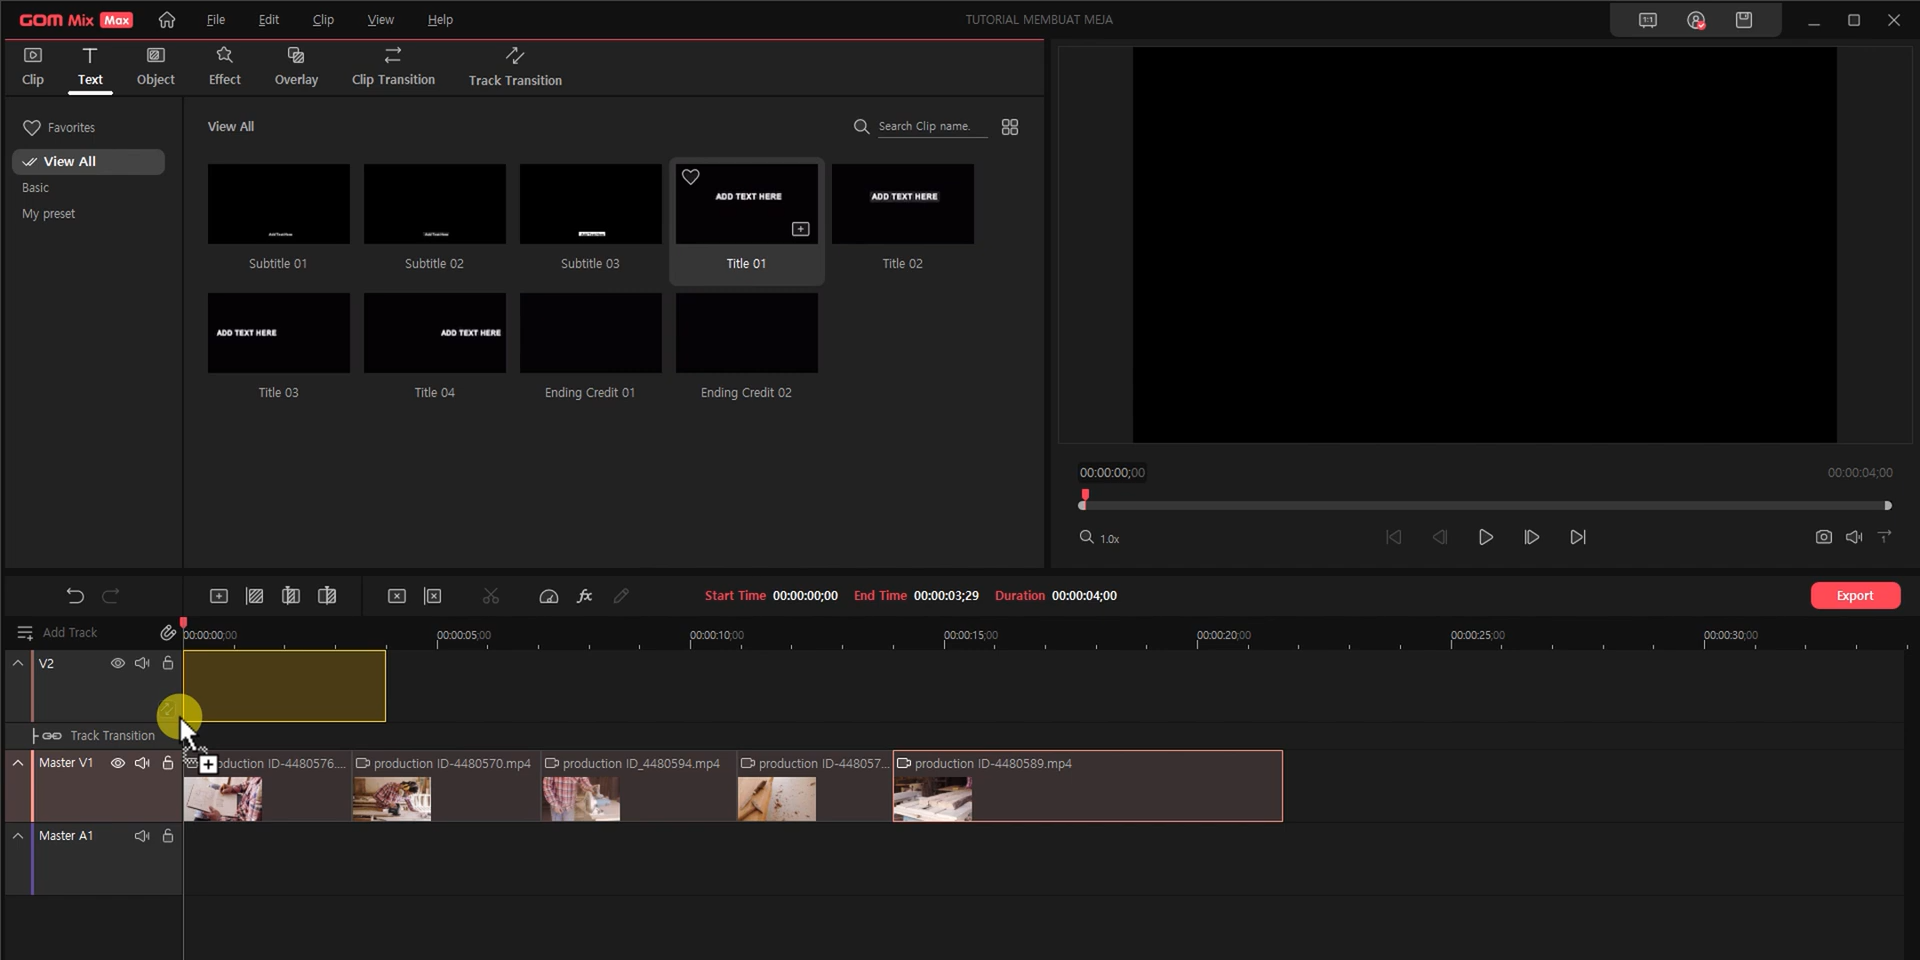 GOM Mix Max
File Edit Clip View Help
TUTORIAL MEMBUAT MEJA
1:1
Clip Text Object Effect Overlay Clip Transition Track Transition
Favorites
View All
Basic
My preset
View All
Search Clip name.
ADD TEXT HERE
ADD TEXT HERE
Subtitle 01 Subtitle 02 Subtitle 03 Title 01 Title 02
ADD TEXT HERE
ADD TEXT HERE
Title 03 Title 04 Ending Credit 01 Ending Credit 02
00:00:00;00
00:00:04;00
1.0x
Start Time 00:00:00;00 End Time 00:00:03;29 Duration 00:00:04;00
Export
Add Track
00:00:00;00 00:00:05;00 00:00:10;00 00:00:15;00 00:00:20;00 00:00:25;00 00:00:30;00
V2
Track Transition
Master V1
duction ID-4480576.... production ID-4480570.mp4 production ID_4480594.mp4 production ID-448057... production ID-4480589.mp4
Master A1